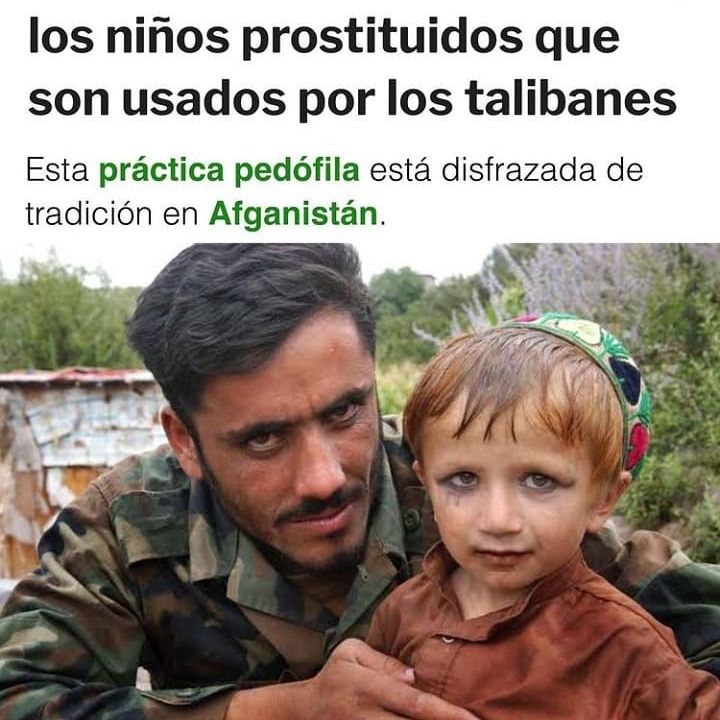 los niños prostituidos que
son usados por los talibanes
Esta práctica pedófila está disfrazada de
tradición en Afganistán.